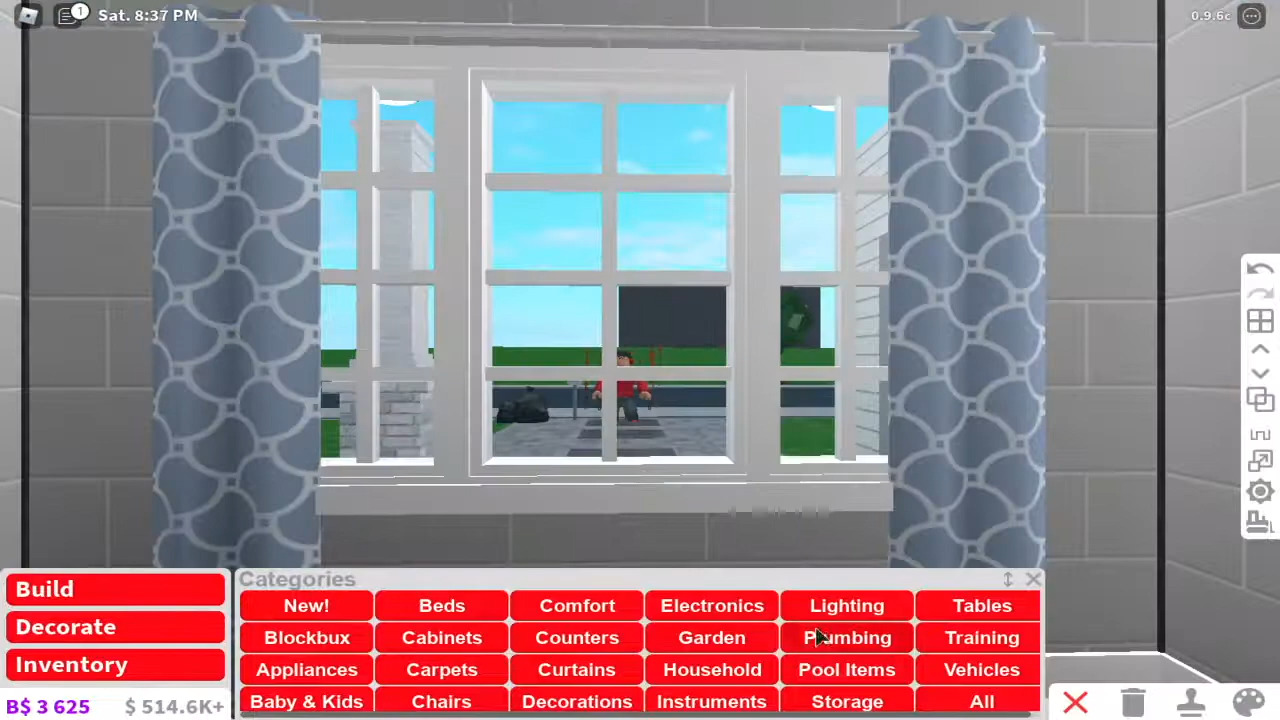 1 Sat. 8:37 PM 0.9.6c
Categories
Build
Decorate
Inventory
New! Beds Comfort Electronics Lighting Tables
Blockbux Cabinets Counters Garden Plumbing Training
Appliances Carpets Curtains Household Pool Items Vehicles
Baby & Kids Chairs Decorations Instruments Storage All
B$ 3 625 $ 514.6K+